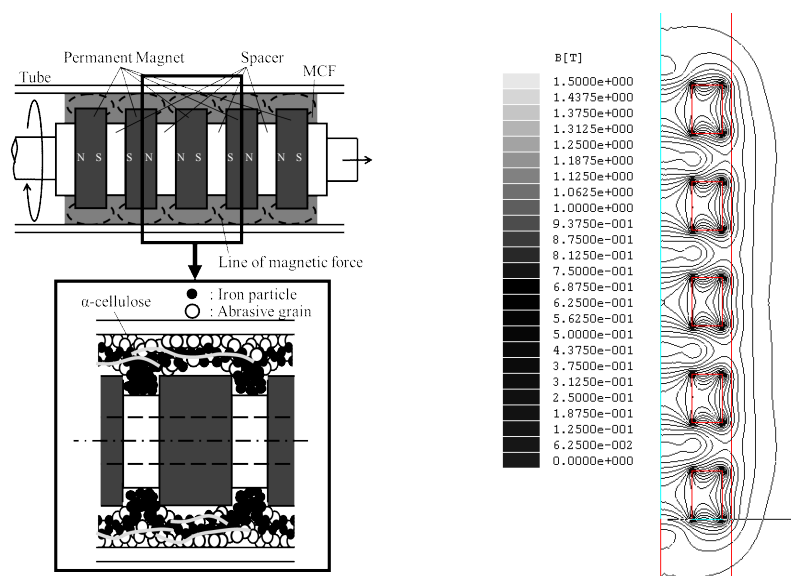 Permanent Magnet
Spacer
Tube
MCF
N S
S N
N S
S N
N S
Line of magnetic force
α-cellulose
: Iron particle
: Abrasive grain
B[T]
1.5000e+000
1.4375e+000
1.3750e+000
1.3125e+000
1.2500e+000
1.1875e+000
1.1250e+000
1.0625e+000
1.0000e+000
9.3750e-001
8.7500e-001
8.1250e-001
7.5000e-001
6.8750e-001
6.2500e-001
5.6250e-001
5.0000e-001
4.3750e-001
3.7500e-001
3.1250e-001
2.5000e-001
1.8750e-001
1.2500e-001
6.2500e-002
0.0000e+000